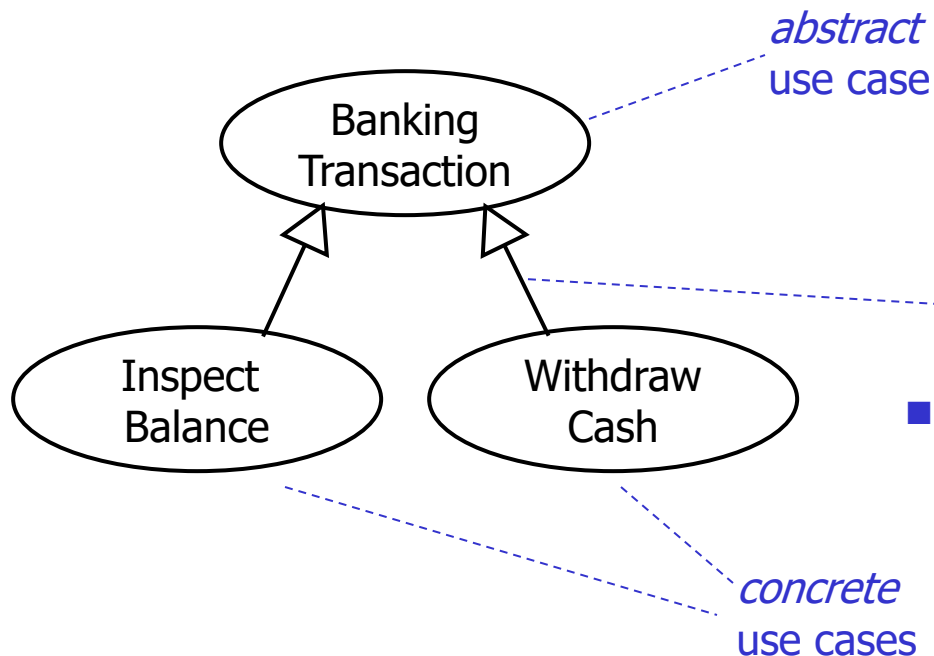 abstract
use case
Banking
Transaction
Inspect
Balance
Withdraw
Cash
concrete
use cases